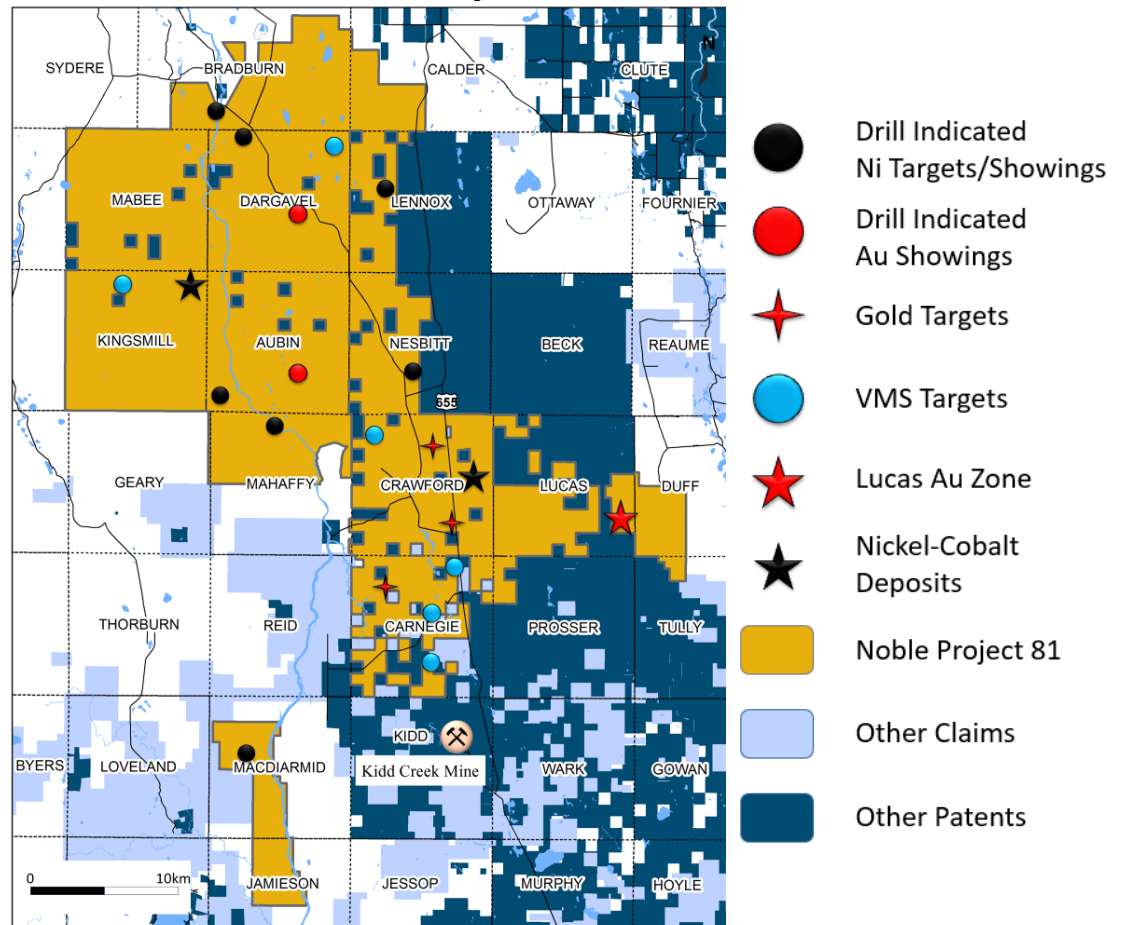 N
SYDERE
BRADBURN
CALDER
CLUTE
MABEE
DARGAVEL
LENNOX
OTTAWAY
FOURNIER
KINGSMILL
AUBIN
NESBITT
BECK
REAUME
655
GEARY
MAHAFFY
CRAWFORD
LUCAS
DUFF
THORBURN
REID
CARNEGIE
PROSSER
TULLY
KIDD
Kidd Creek Mine
BYERS
LOVELAND
MACDIARMID
WARK
GOWAN
0
10km
JAMIESON
JESSOP
MURPHY
HOYLE
Drill Indicated
Ni Targets/Showings
Drill Indicated
Au Showings
Gold Targets
VMS Targets
Lucas Au Zone
Nickel-Cobalt
Deposits
Noble Project 81
Other Claims
Other Patents